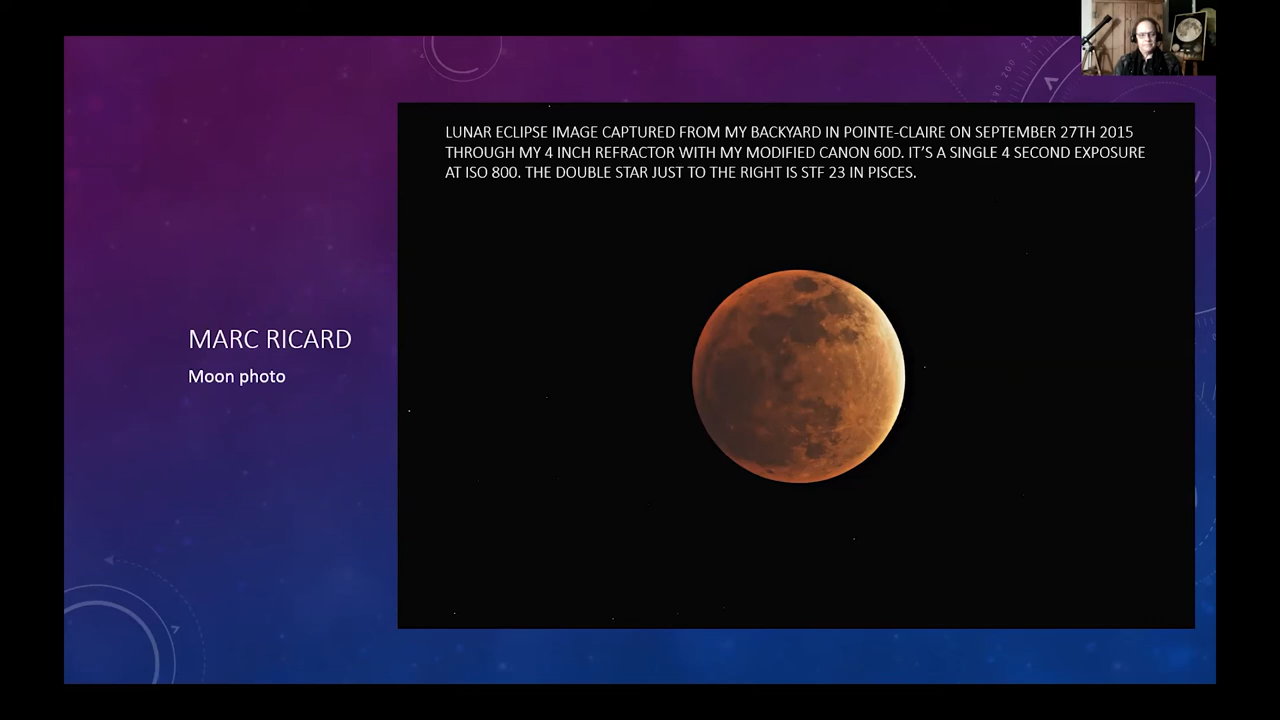 LUNAR ECLIPSE IMAGE CAPTURED FROM MY BACKYARD IN POINTE-CLAIRE ON SEPTEMBER 27TH 2015
THROUGH MY 4 INCH REFRACTOR WITH MY MODIFIED CANON 60D. IT'S A SINGLE 4 SECOND EXPOSURE
AT ISO 800. THE DOUBLE STAR JUST TO THE RIGHT IS STF 23 IN PISCES.
MARC RICARD
Moon photo